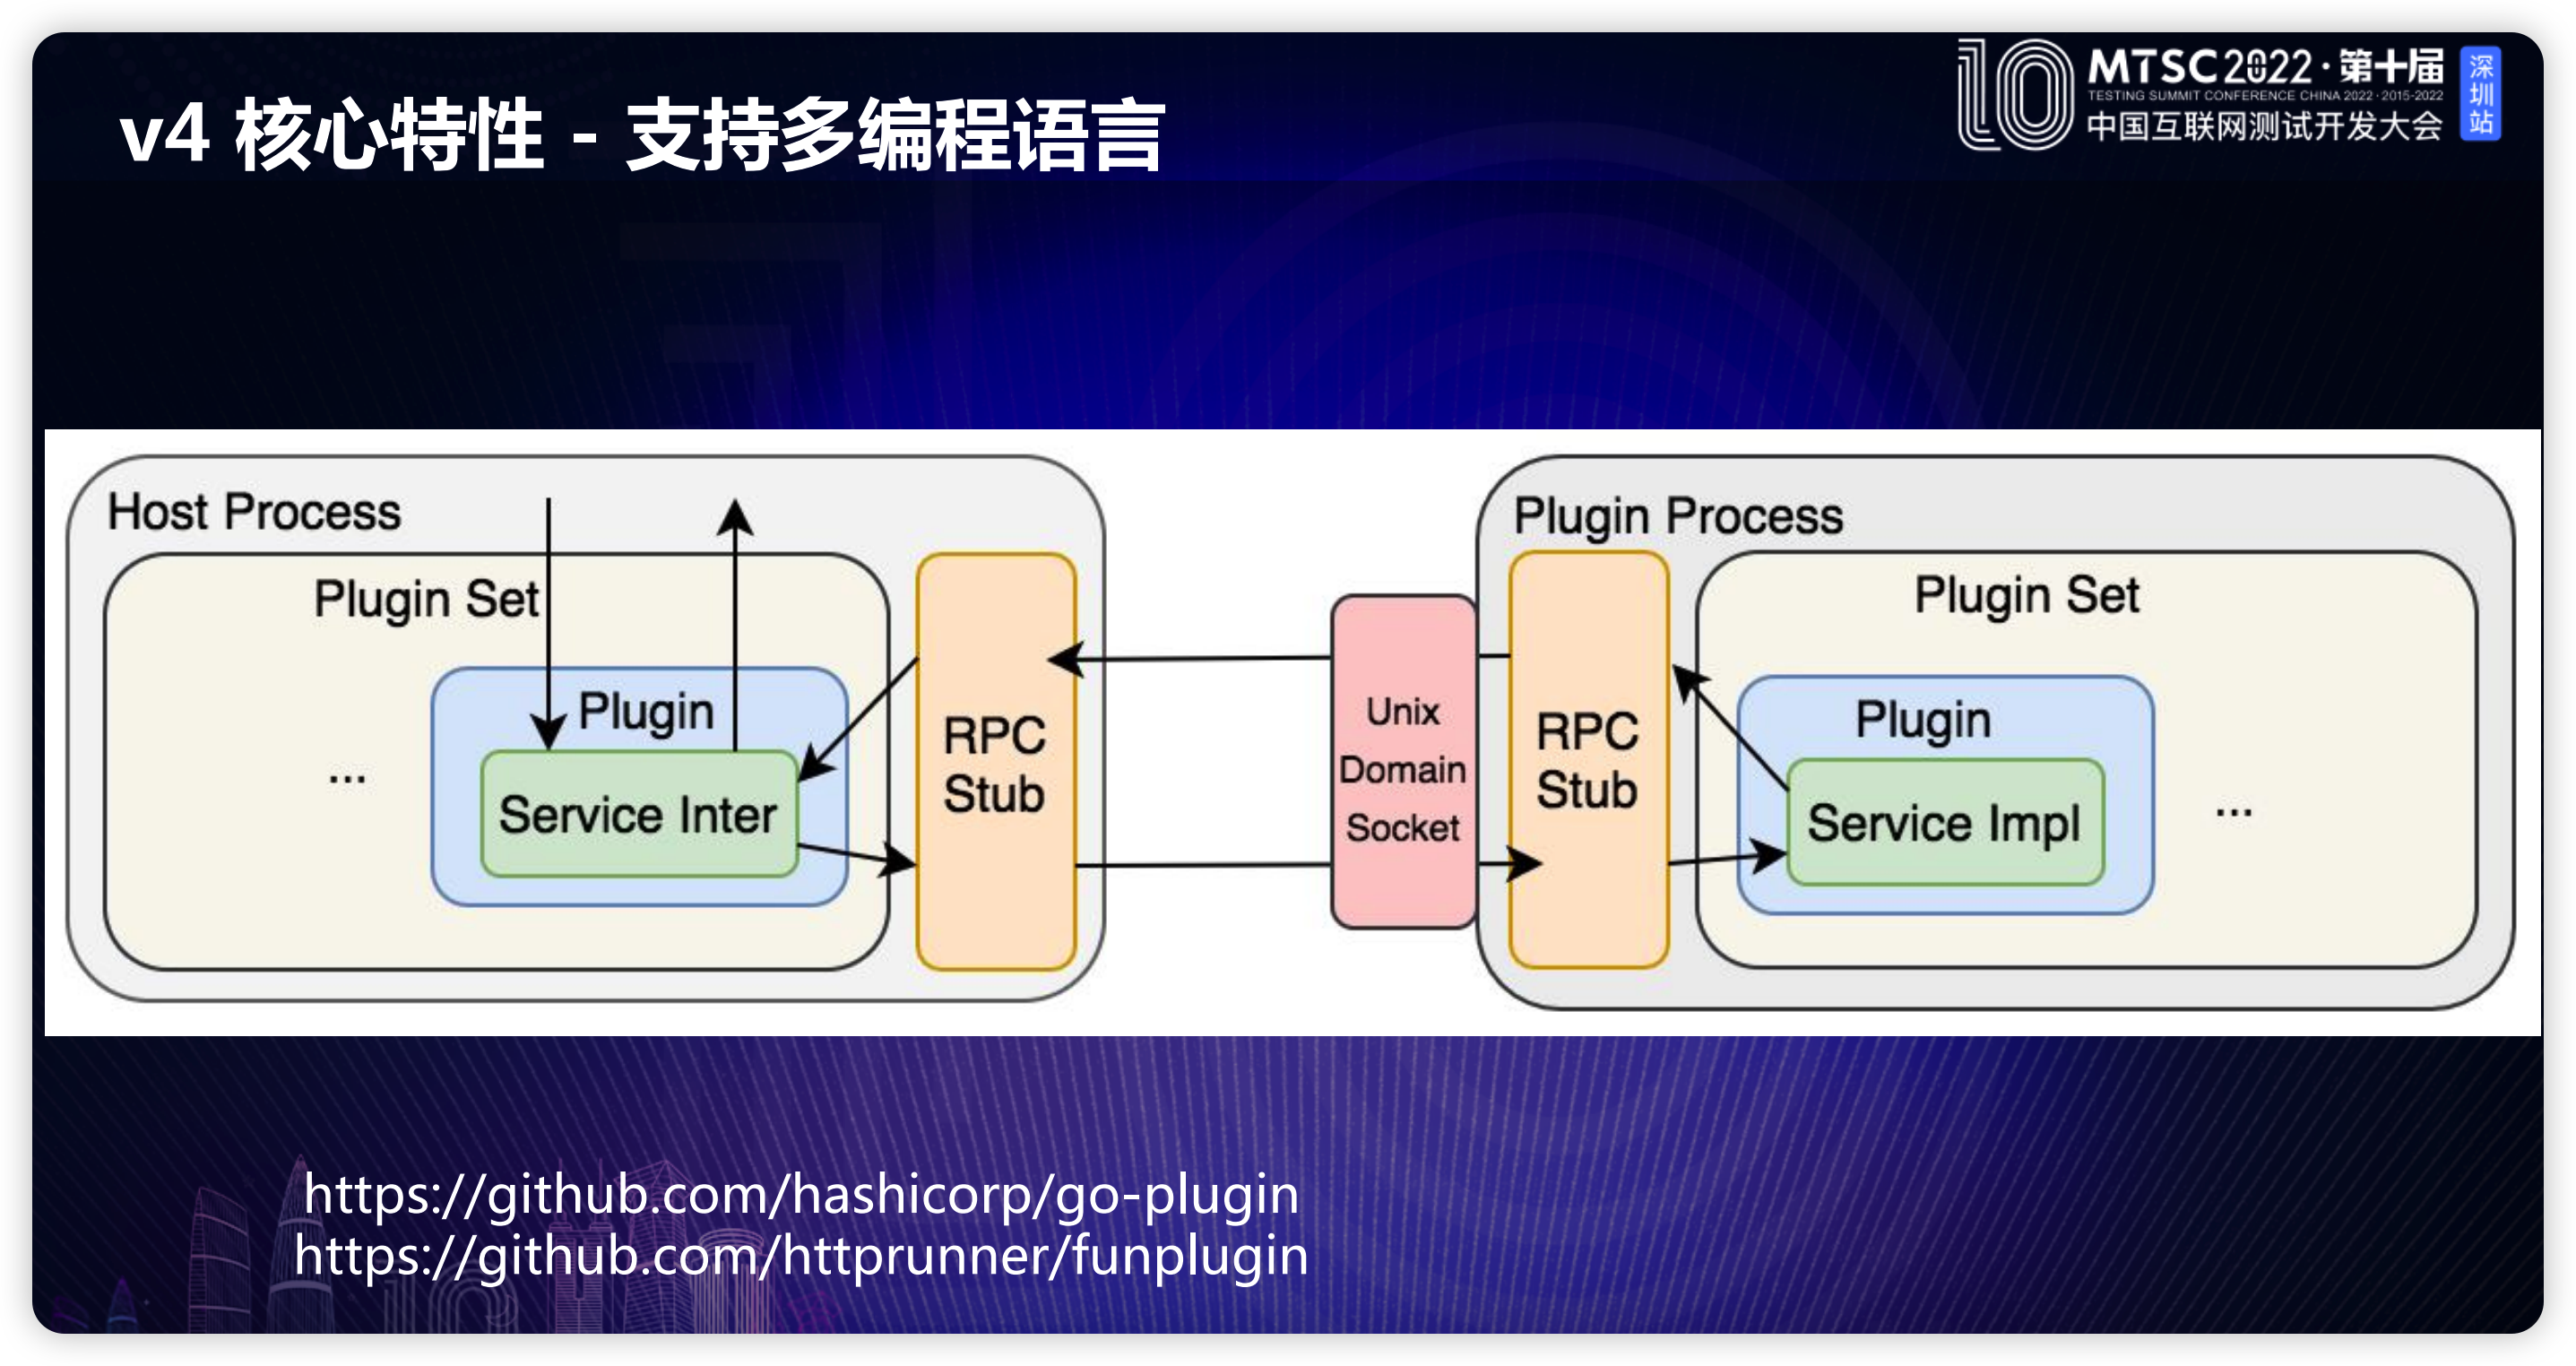 v4 核心特性 - 支持多编程语言
MTSC2022·第十届
TESTING SUMMIT CONFERENCE CHINA 2022·2015-2022
中国互联网测试开发大会
深圳站
Host Process
Plugin Set
Plugin
Service Inter
...
RPC
Stub
Unix
Domain
Socket
Plugin Process
RPC
Stub
Plugin Set
Plugin
Service Impl
...
https://github.com/hashicorp/go-plugin
https://github.com/httprunner/funplugin